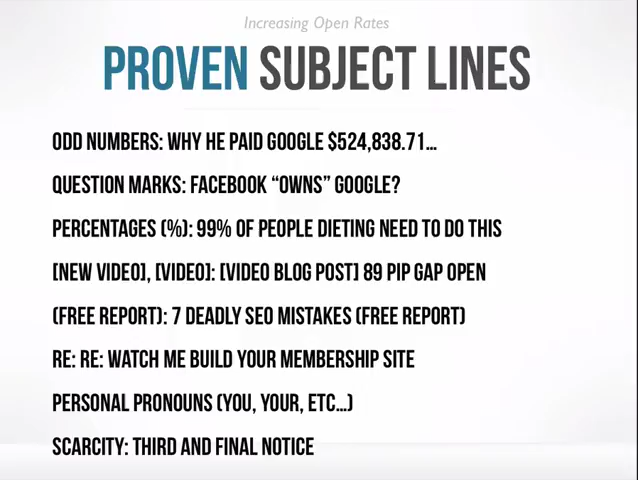 Increasing Open Rates
PROVEN SUBJECT LINES
ODD NUMBERS: WHY HE PAID GOOGLE $524,838.71...
QUESTION MARKS: FACEBOOK “OWNS” GOOGLE?
PERCENTAGES (%): 99% OF PEOPLE DIETING NEED TO DO THIS
[NEW VIDEO], [VIDEO]: [VIDEO BLOG POST] 89 PIP GAP OPEN
(FREE REPORT): 7 DEADLY SEO MISTAKES (FREE REPORT)
RE: RE: WATCH ME BUILD YOUR MEMBERSHIP SITE
PERSONAL PRONOUNS (YOU, YOUR, ETC...)
SCARCITY: THIRD AND FINAL NOTICE